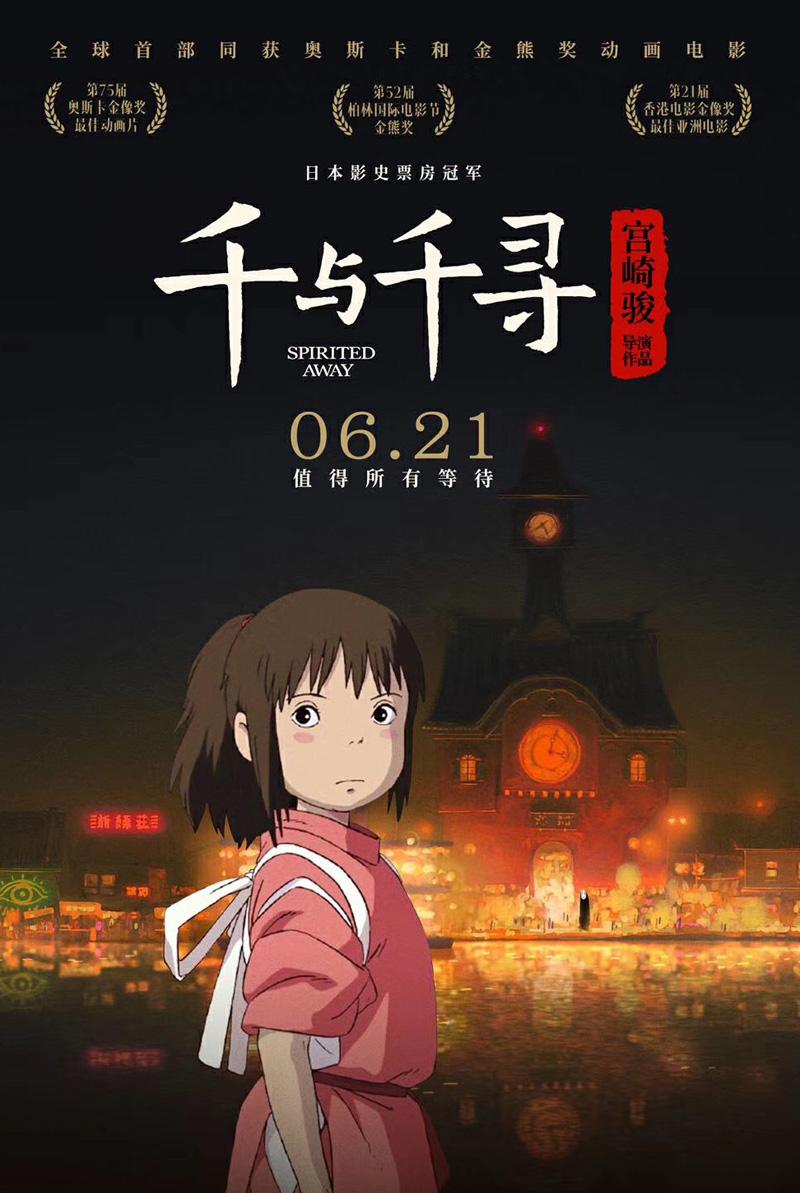 全球首部同获奥斯卡和金熊奖动画电影
第75届
奥斯卡金像奖
最佳动画片
第52届
柏林国际电影节
金熊奖
第21届
香港电影金像奖
最佳亚洲电影
日本影史票房冠军
千与千寻
SPIRITED
AWAY
宫崎骏
导演
作品
06.21
值得所有等待